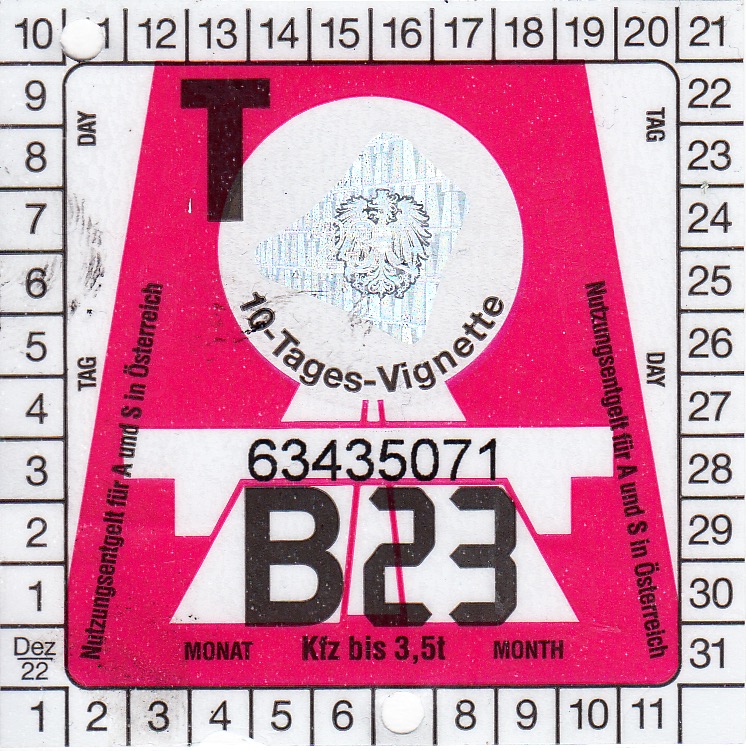 10 11 12 13 14 15 16 17 18 19 20 21
9 22
8 23
7 24
6 25
5 26
4 27
3 28
2 29
1 30
Dez
22
31
1 2 3 4 5 6 8 9 10 11
DAY
TAG
TAG
DAY
T
10-Tages-Vignette
Nutzungsentgelt für A und S in Österreich
Nutzungsentgelt für A und S in Österreich
63435071
B23
MONAT Kfz bis 3,5t MONTH